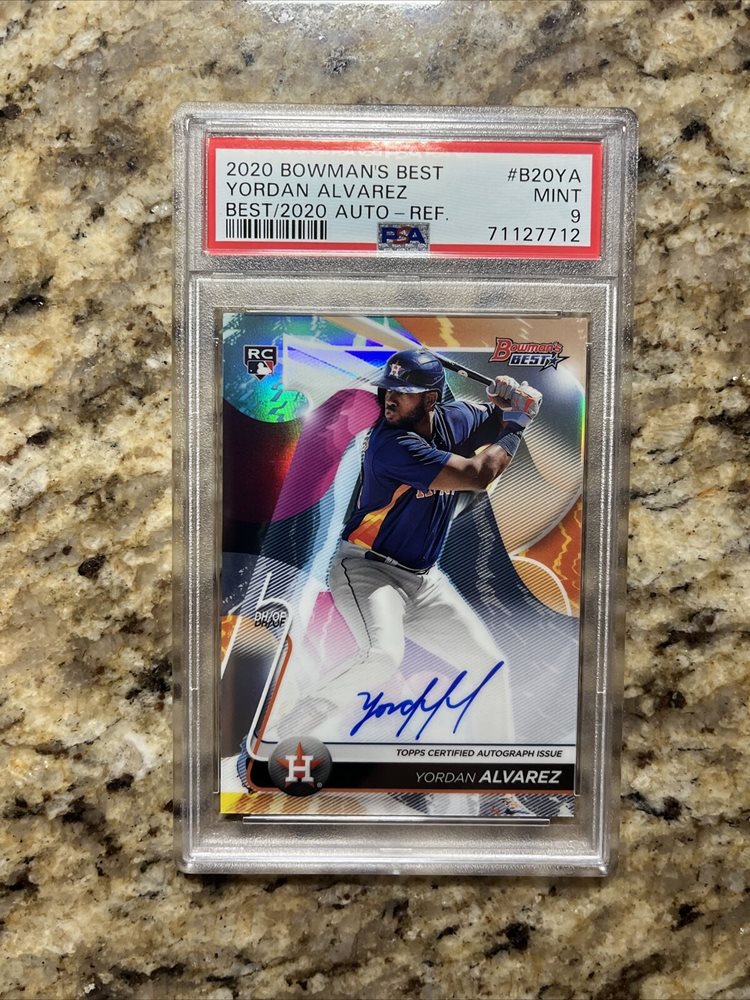 2020 BOWMAN'S BEST #B20YA
YORDAN ALVAREZ MINT
BEST/2020 AUTO-REF. 9
PSA 71127712
RC
Bowman's
BEST
DH/OF
TOPPS CERTIFIED AUTOGRAPH ISSUE
H
YORDAN ALVAREZ